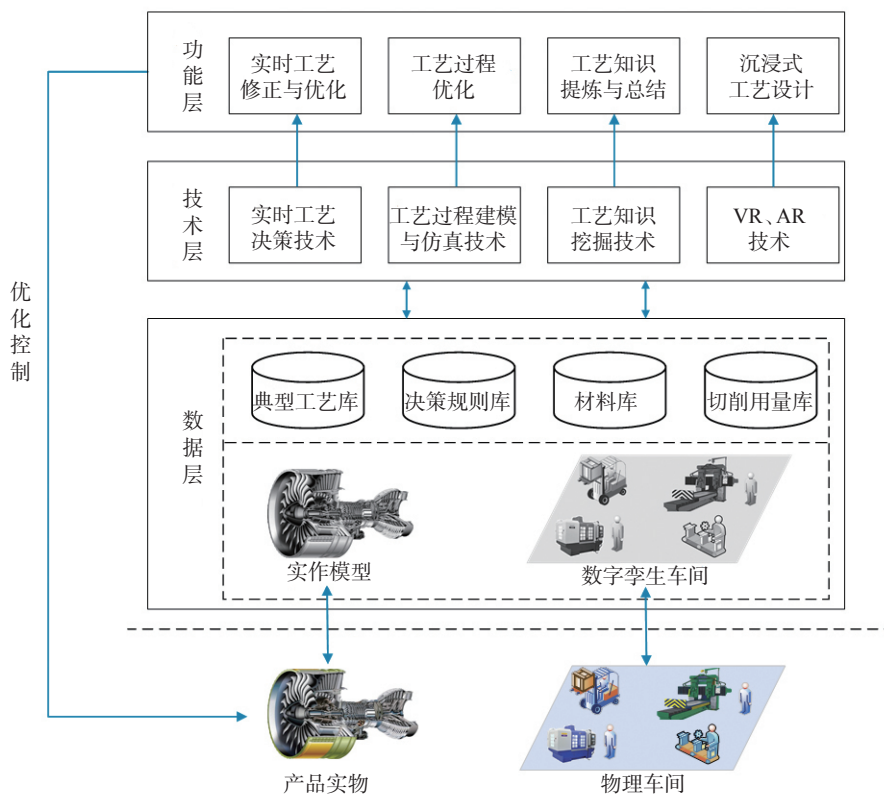 功能层
实时工艺
修正与优化
工艺过程
优化
工艺知识
提炼与总结
沉浸式
工艺设计
技术层
实时工艺
决策技术
工艺过程建模
与仿真技术
工艺知识
挖掘技术
VR、AR
技术
优化控制
数据层
典型工艺库
决策规则库
材料库
切削用量库
实作模型
数字孪生车间
产品实物
物理车间